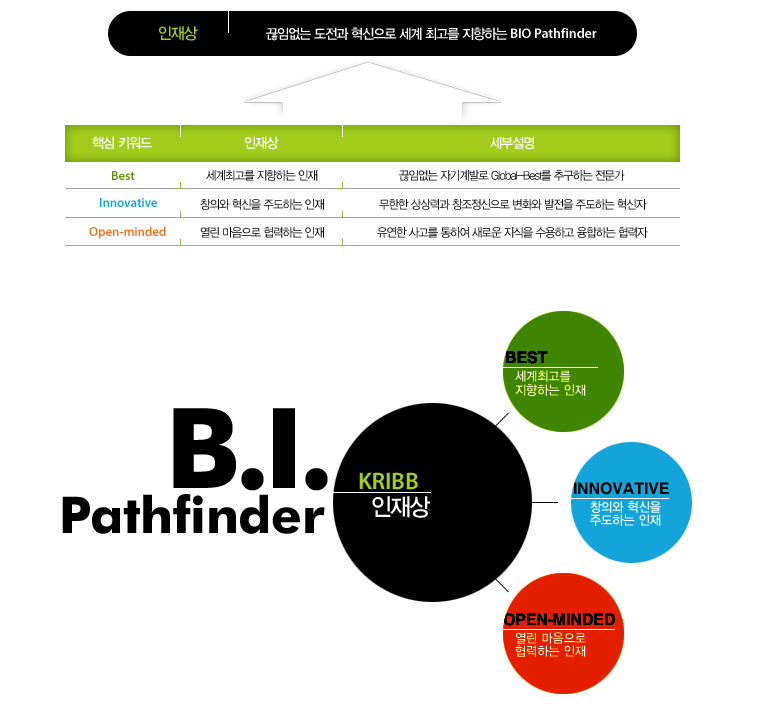 인재상 끊임없는 도전과 혁신으로 세계 최고를 지향하는 BIO Pathfinder
핵심 키워드 인재상 세부설명
Best 세계최고를 지향하는 인재 끊임없는 자기계발로 Global-Best를 추구하는 전문가
Innovative 창의와 혁신을 주도하는 인재 무한한 상상력과 창조정신으로 변화와 발전을 주도하는 혁신자
Open-minded 열린 마음으로 협력하는 인재 유연한 사고를 통하여 새로운 지식을 수용하고 융합하는 협력자
B.I.
Pathfinder
KRIBB
인재상
BEST
세계최고를
지향하는 인재
INNOVATIVE
창의와 혁신을
주도하는 인재
OPEN-MINDED
열린 마음으로
협력하는 인재